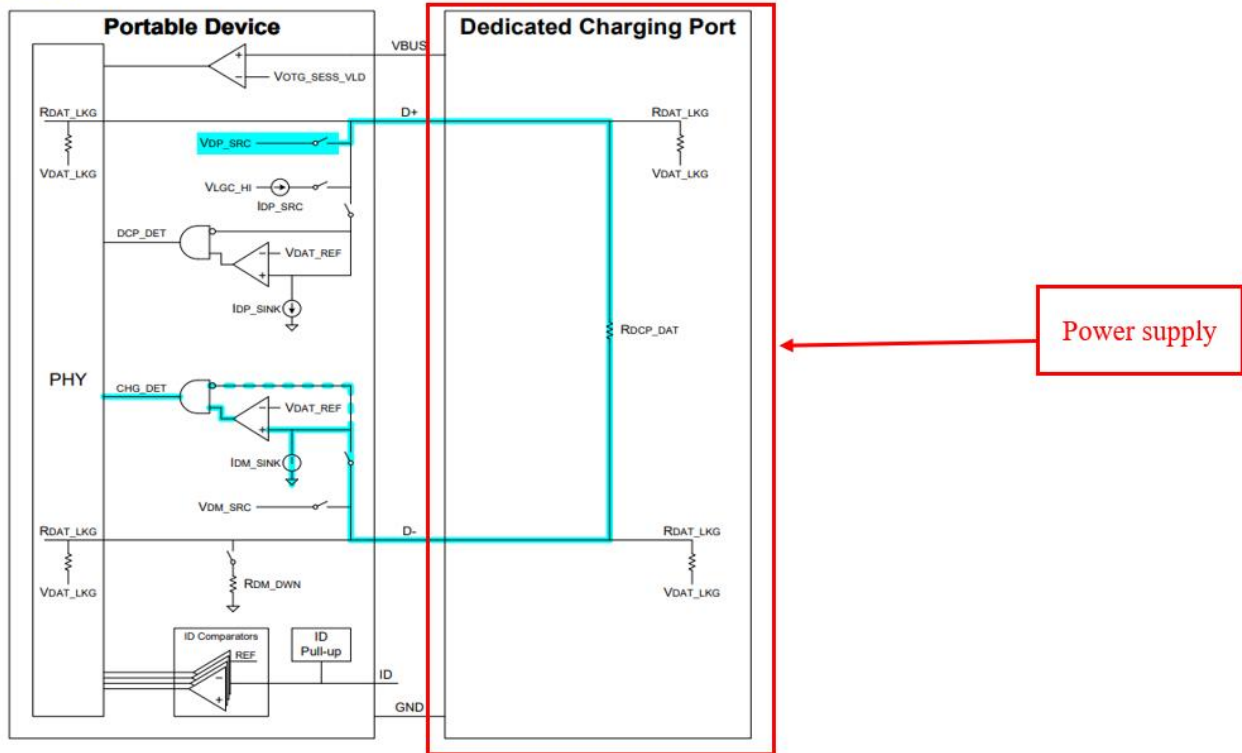 Portable Device
Dedicated Charging Port
VBUS
VOTG_SESS_VLD
RDAT_LKG
D+
RDAT_LKG
VDP_SRC
VDAT_LKG
VDAT_LKG
VLGC_HI
IDP_SRC
DCP_DET
VDAT_REF
IDP_SINK
RDCP_DAT
Power supply
PHY
CHG_DET
VDAT_REF
IDM_SINK
VDM_SRC
RDAT_LKG
D-
RDAT_LKG
RDM_DWN
VDAT_LKG
VDAT_LKG
ID Comparators
REF
ID
Pull-up
ID
GND